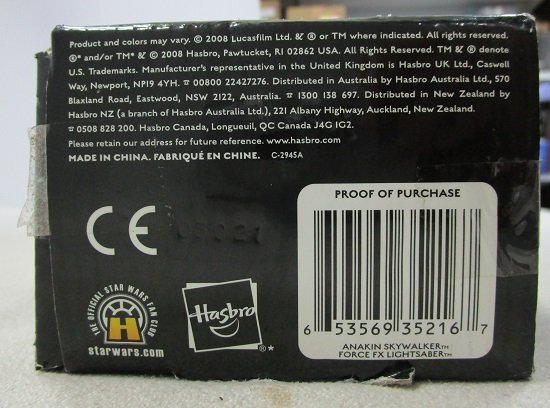 Product and colors may vary. © 2008 Lucasfilm Ltd. & ® or TM where indicated. All rights reserved.
®* and/or TM* & © 2008 Hasbro, Pawtucket, RI 02862 USA. All Rights Reserved. TM & ® denote
U.S. Trademarks. Manufacturer's representative in the United Kingdom is Hasbro UK Ltd., Caswell
Way, Newport, NP19 4YH. ☎ 00800 22427276. Distributed in Australia by Hasbro Australia Ltd., 570
Blaxland Road, Eastwood, NSW 2122, Australia. ☎ 1300 138 697. Distributed in New Zealand by
Hasbro NZ (a branch of Hasbro Australia Ltd.), 221 Albany Highway, Auckland, New Zealand.
☎ 0508 828 200. Hasbro Canada, Longueuil, QC Canada J4G 1G2.
Please retain our address for future reference. www.hasbro.com
MADE IN CHINA. FABRIQUÉ EN CHINE. C-2945A
CE
THE OFFICIAL STAR WARS FAN CLUB
H
starwars.com
Hasbro
®*
PROOF OF PURCHASE
6 53569 35216 7
ANAKIN SKYWALKER™
FORCE FX LIGHTSABER™